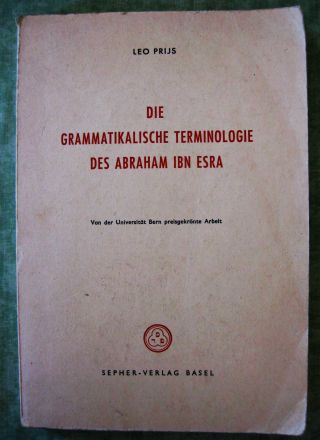 LEO PRIJS
DIE
GRAMMATIKALISCHE TERMINOLOGIE
DES ABRAHAM IBN ESRA
Von der Universität Bern preisgekrönte Arbeit
SEPHER-VERLAG BASEL